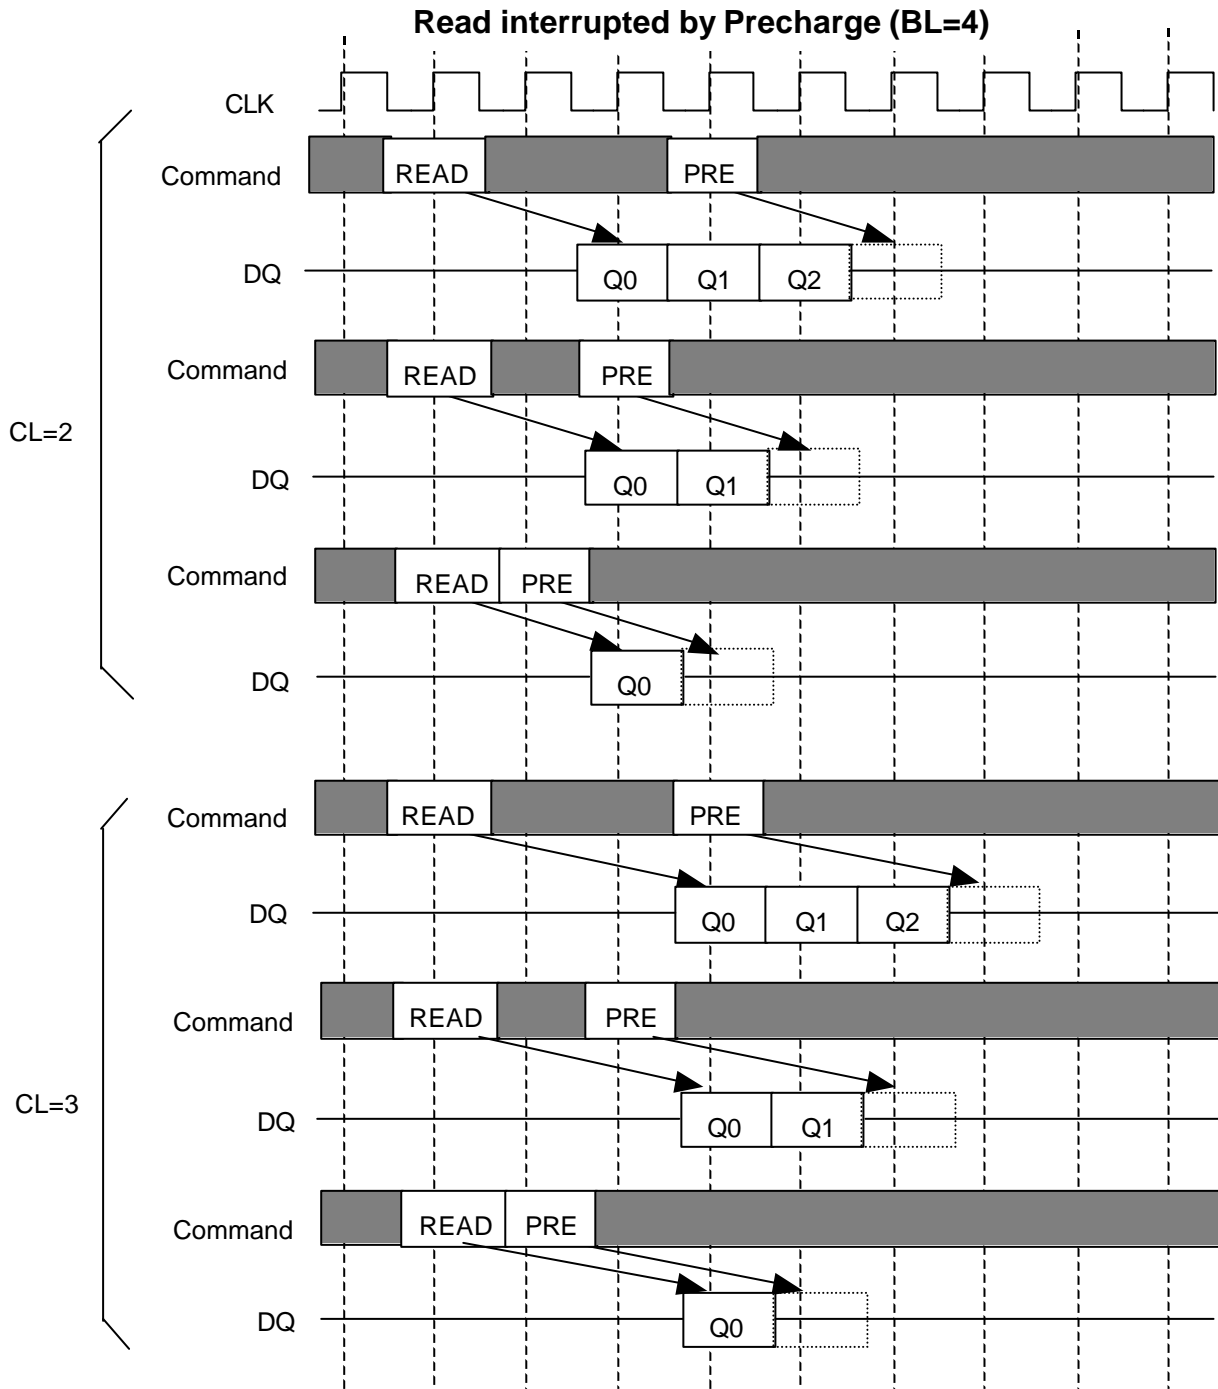 Read interrupted by Precharge (BL=4)
CLK
Command READ PRE
DQ Q0 Q1 Q2
Command READ PRE
CL=2
DQ Q0 Q1
Command READ PRE
DQ Q0
Command READ PRE
DQ Q0 Q1 Q2
Command READ PRE
CL=3
DQ Q0 Q1
Command READ PRE
DQ Q0